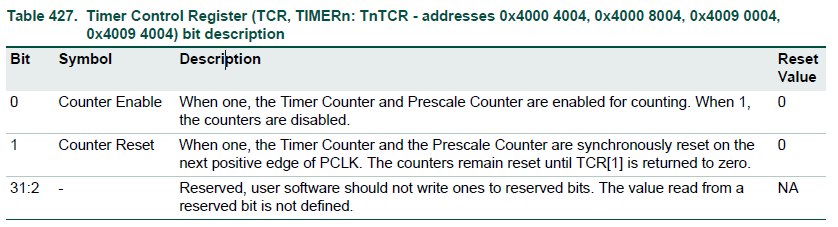 Table 427. Timer Control Register (TCR, TIMERn: TnTCR - addresses 0x4000 4004, 0x4000 8004, 0x4009 0004,
0x4009 4004) bit description
Bit Symbol Description Reset
Value
0 Counter Enable When one, the Timer Counter and Prescale Counter are enabled for counting. When 1, 0
the counters are disabled.
1 Counter Reset When one, the Timer Counter and the Prescale Counter are synchronously reset on the 0
next positive edge of PCLK. The counters remain reset until TCR[1] is returned to zero.
31:2 - Reserved, user software should not write ones to reserved bits. The value read from a NA
reserved bit is not defined.